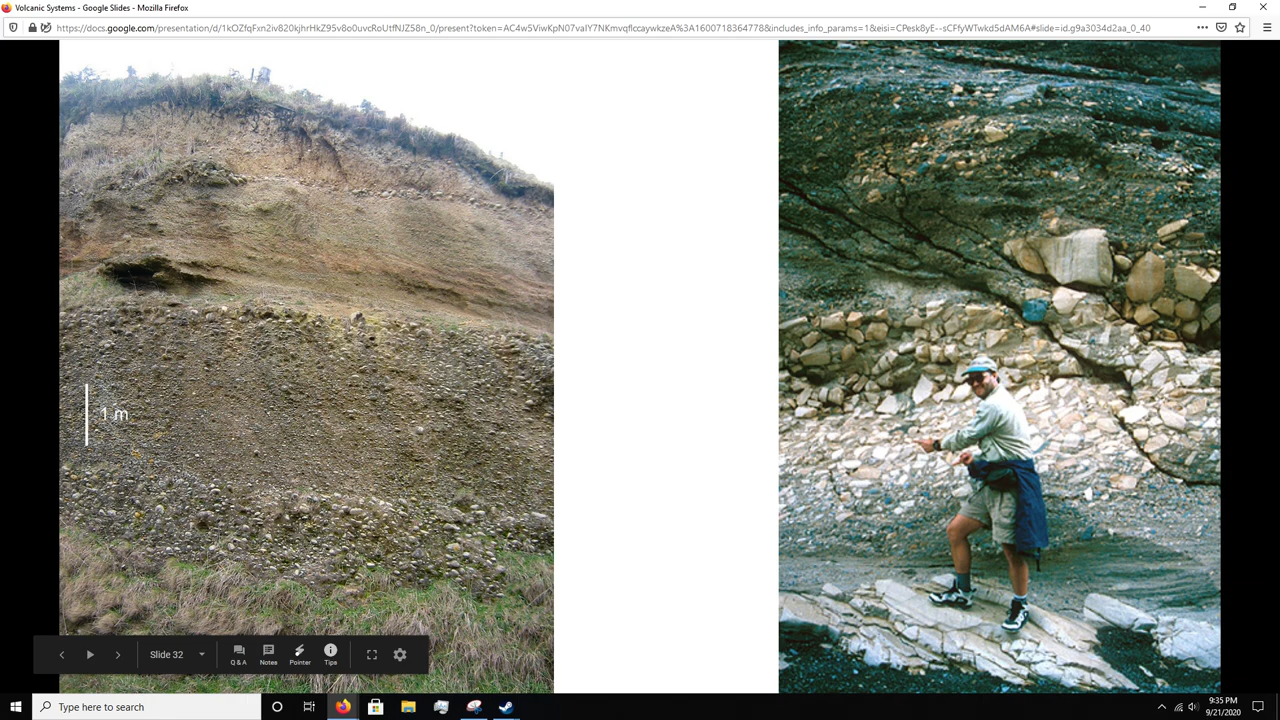 Volcanic Systems - Google Slides - Mozilla Firefox
https://docs.google.com/presentation/d/1kOZfqFxn2iv820kjhrHkZ95v8o0uvcRoUtfNJZ58n_0/present?token=AC4w5ViwKpN07vaIY7NKmvqflccaywkzeA%3A1600718364778&includes_info_params=1&eisi=CPesk8yE--sCFfyWTwkd5dAM6A#slide=id.g9a3034d2aa_0_40
1 m
Slide 32
Q & A Notes Pointer Tips
Type here to search
9:35 PM
9/21/2020